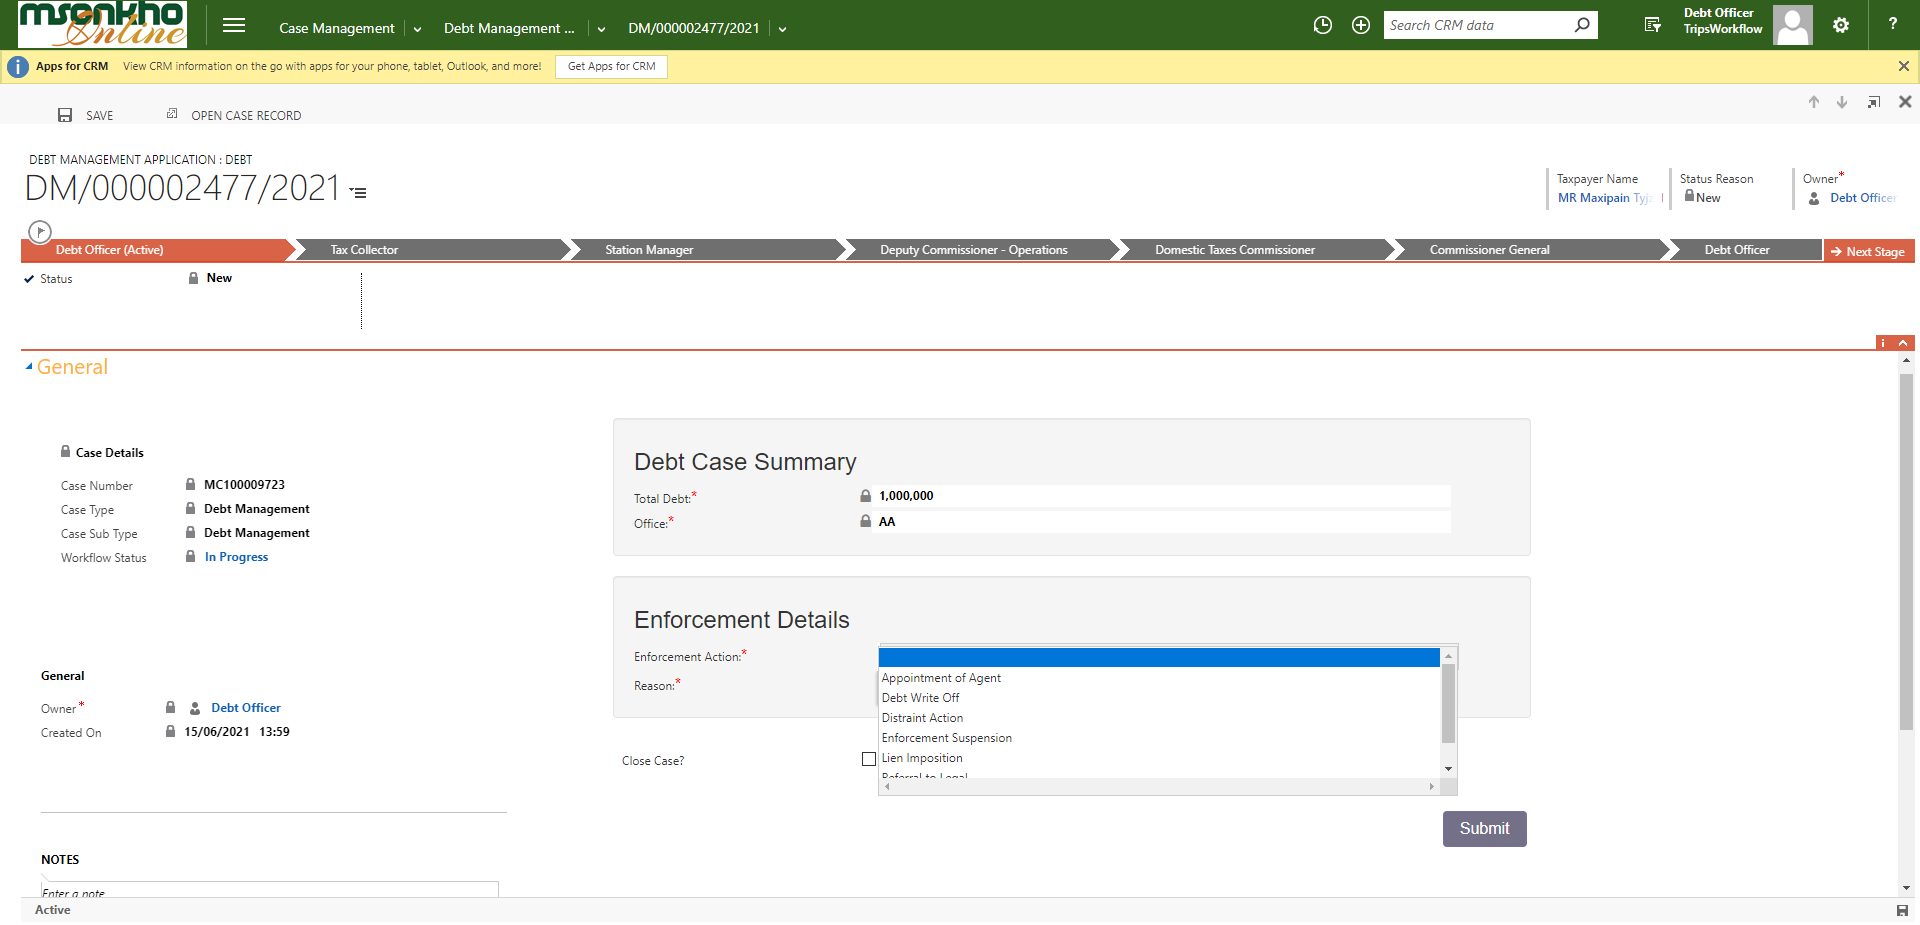 msonkho
Online
Case Management
Debt Management ...
DM/000002477/2021
Search CRM data
Debt Officer
TripsWorkflow
?
i
Apps for CRM
View CRM information on the go with apps for your phone, tablet, Outlook, and more!
Get Apps for CRM
SAVE
OPEN CASE RECORD
DEBT MANAGEMENT APPLICATION : DEBT
DM/000002477/2021
Taxpayer Name
MR Maxipain
Status Reason
New
Owner*
Debt Officer
Debt Officer (Active)
Tax Collector
Station Manager
Deputy Commissioner - Operations
Domestic Taxes Commissioner
Commissioner General
Debt Officer
Next Stage
Status
New
i
General
Case Details
Case Number
MC100009723
Case Type
Debt Management
Case Sub Type
Debt Management
Workflow Status
In Progress
General
Owner *
Debt Officer
Created On
15/06/2021 13:59
NOTES
Enter a note
Debt Case Summary
Total Debt:*
1,000,000
Office:*
AA
Enforcement Details
Enforcement Action:*
Reason:*
Appointment of Agent
Debt Write Off
Distraint Action
Enforcement Suspension
Lien Imposition
Referral to Legal
Close Case?
Submit
Active